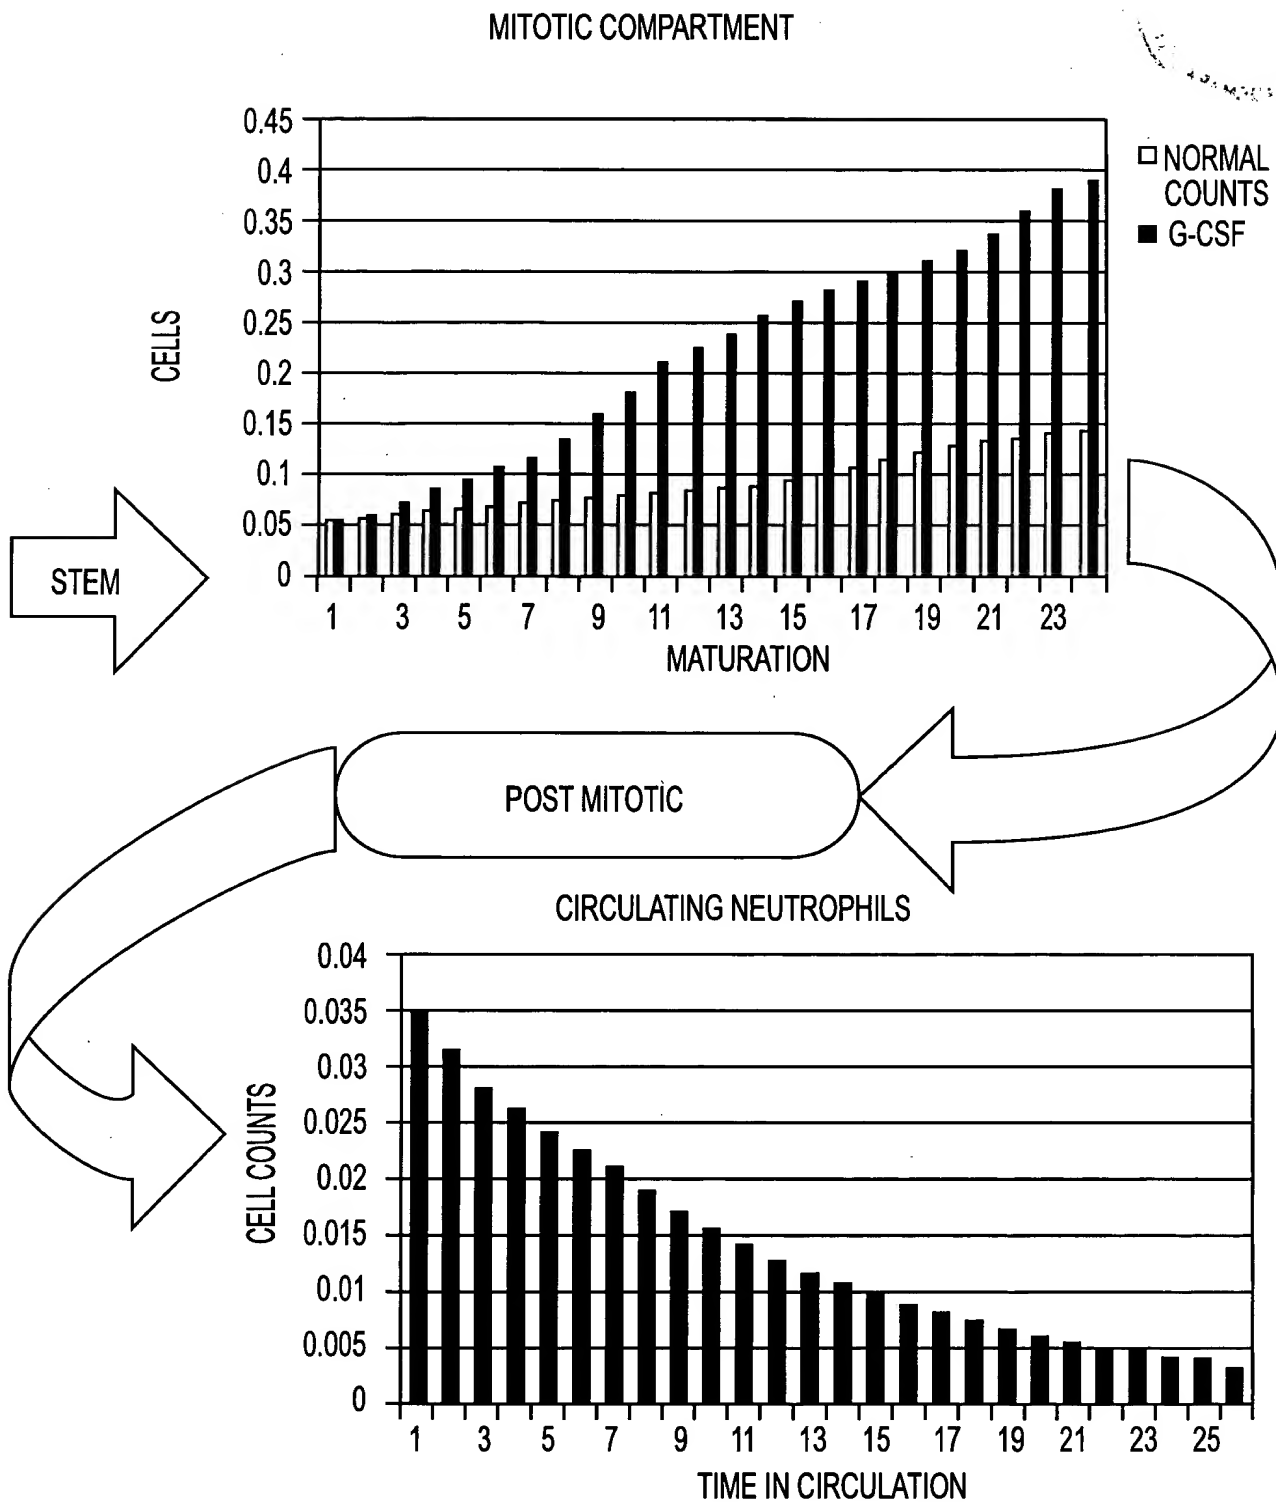 MITOTIC COMPARTMENT
0.45
0.4
0.35
0.3
0.25
0.2
0.15
0.1
0.05
0
CELLS
NORMAL
COUNTS
G-CSF
1 3 5 7 9 11 13 15 17 19 21 23
MATURATION
STEM
POST MITOTIC
CIRCULATING NEUTROPHILS
0.04
0.035
0.03
0.025
0.02
0.015
0.01
0.005
0
CELL COUNTS
1 3 5 7 9 11 13 15 17 19 21 23 25
TIME IN CIRCULATION